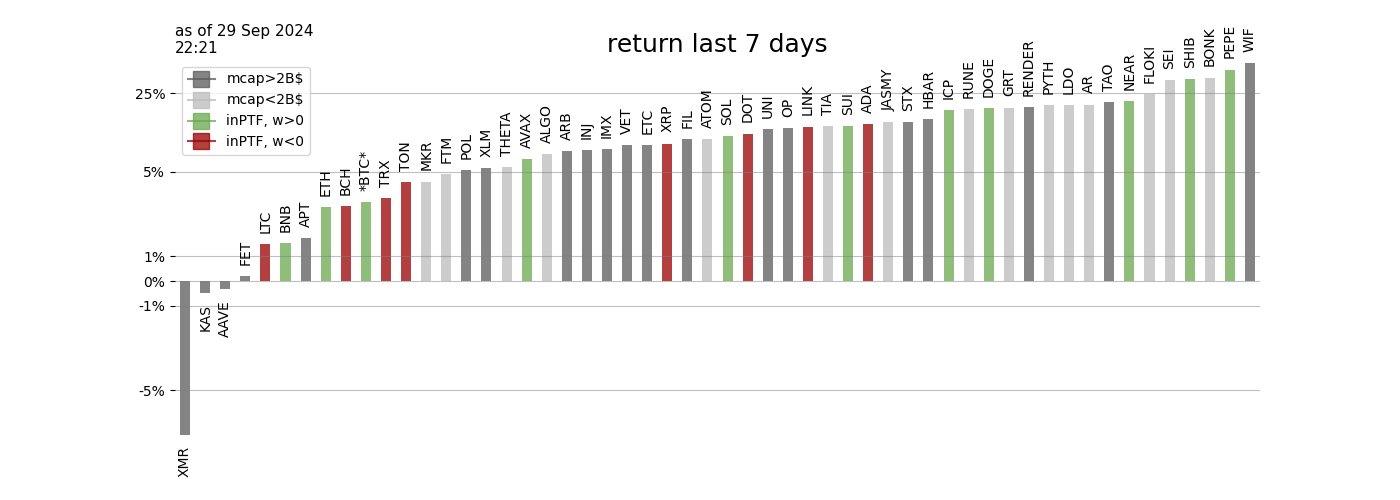 as of 29 Sep 2024
22:21
return last 7 days
mcap>2B$
mcap<2B$
inPTF, w>0
inPTF, w<0
25%
5%
1%
0%
-1%
-5%
XMR
KAS
AAVE
FET
LTC
BNB
APT
ETH
BCH
*BTC*
TRX
TON
MKR
FTM
POL
XLM
THETA
AVAX
ALGO
ARB
INJ
IMX
VET
ETC
XRP
FIL
ATOM
SOL
DOT
UNI
OP
LINK
TIA
SUI
ADA
JASMY
STX
HBAR
ICP
RUNE
DOGE
GRT
RENDER
PYTH
LDO
AR
TAO
NEAR
FLOKI
SEI
SHIB
BONK
PEPE
WIF